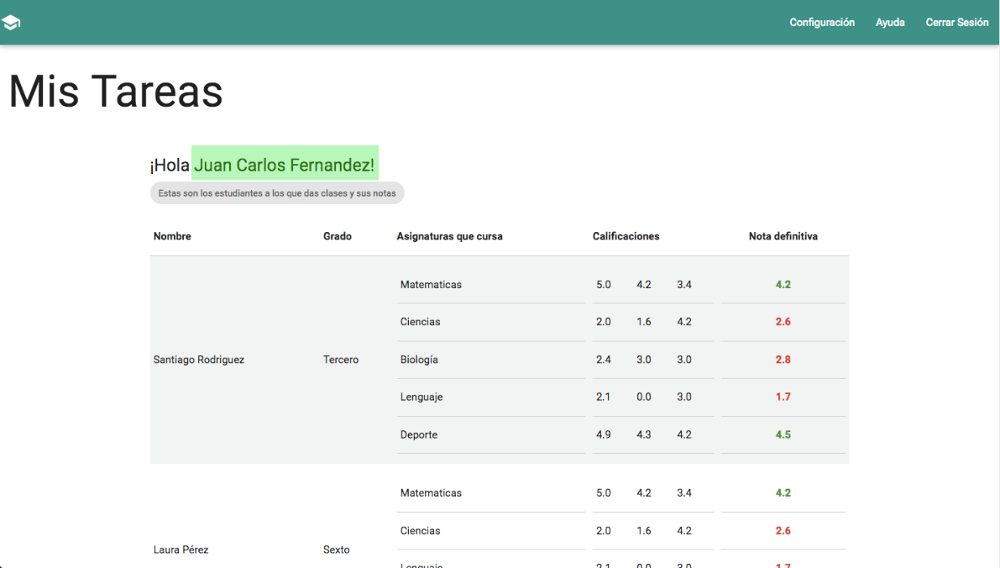 Configuración Ayuda Cerrar Sesión
Mis Tareas
¡Hola Juan Carlos Fernandez!
Estas son los estudiantes a los que das clases y sus notas
Nombre Grado Asignaturas que cursa Calificaciones Nota definitiva
Matematicas 5.0 4.2 3.4 4.2
Ciencias 2.0 1.6 4.2 2.6
Santiago Rodriguez Tercero Biología 2.4 3.0 3.0 2.8
Lenguaje 2.1 0.0 3.0 1.7
Deporte 4.9 4.3 4.2 4.5
Matematicas 5.0 4.2 3.4 4.2
Ciencias 2.0 1.6 4.2 2.6
Laura Pérez Sexto
Lenguaje 2.1 0.0 3.0 1.7